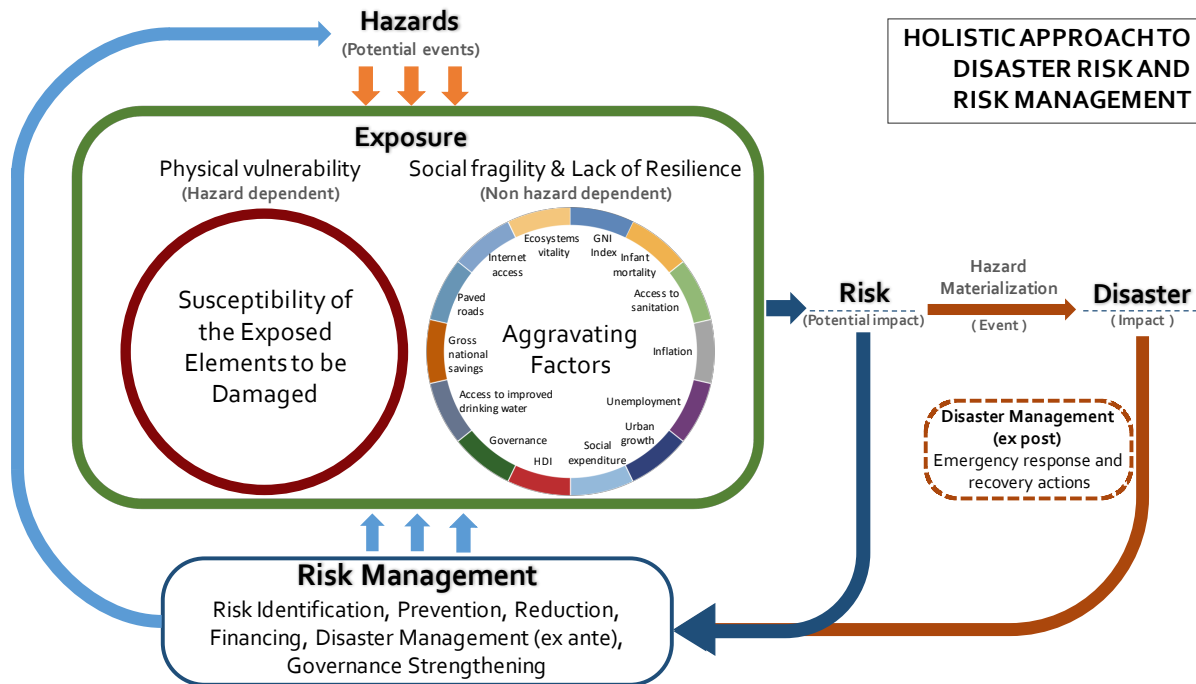 Hazards
(Potential events)
HOLISTIC APPROACH TO
DISASTER RISK AND
RISK MANAGEMENT
Exposure
Physical vulnerability
(Hazard dependent)
Social fragility & Lack of Resilience
(Non hazard dependent)
Susceptibility of
the Exposed
Elements to be
Damaged
Aggravating
Factors
GNI
Index
Infant
mortality
Access to
sanitation
Inflation
Unemployment
Urban
growth
Social
expenditure
HDI
Governance
Access to improved
drinking water
Gross
national
savings
Paved
roads
Internet
access
Ecosystems
vitality
Risk
(Potential impact)
Hazard
Materialization
(Event)
Disaster
(Impact)
Disaster Management
(ex post)
Emergency response and
recovery actions
Risk Management
Risk Identification, Prevention, Reduction,
Financing, Disaster Management (ex ante),
Governance Strengthening